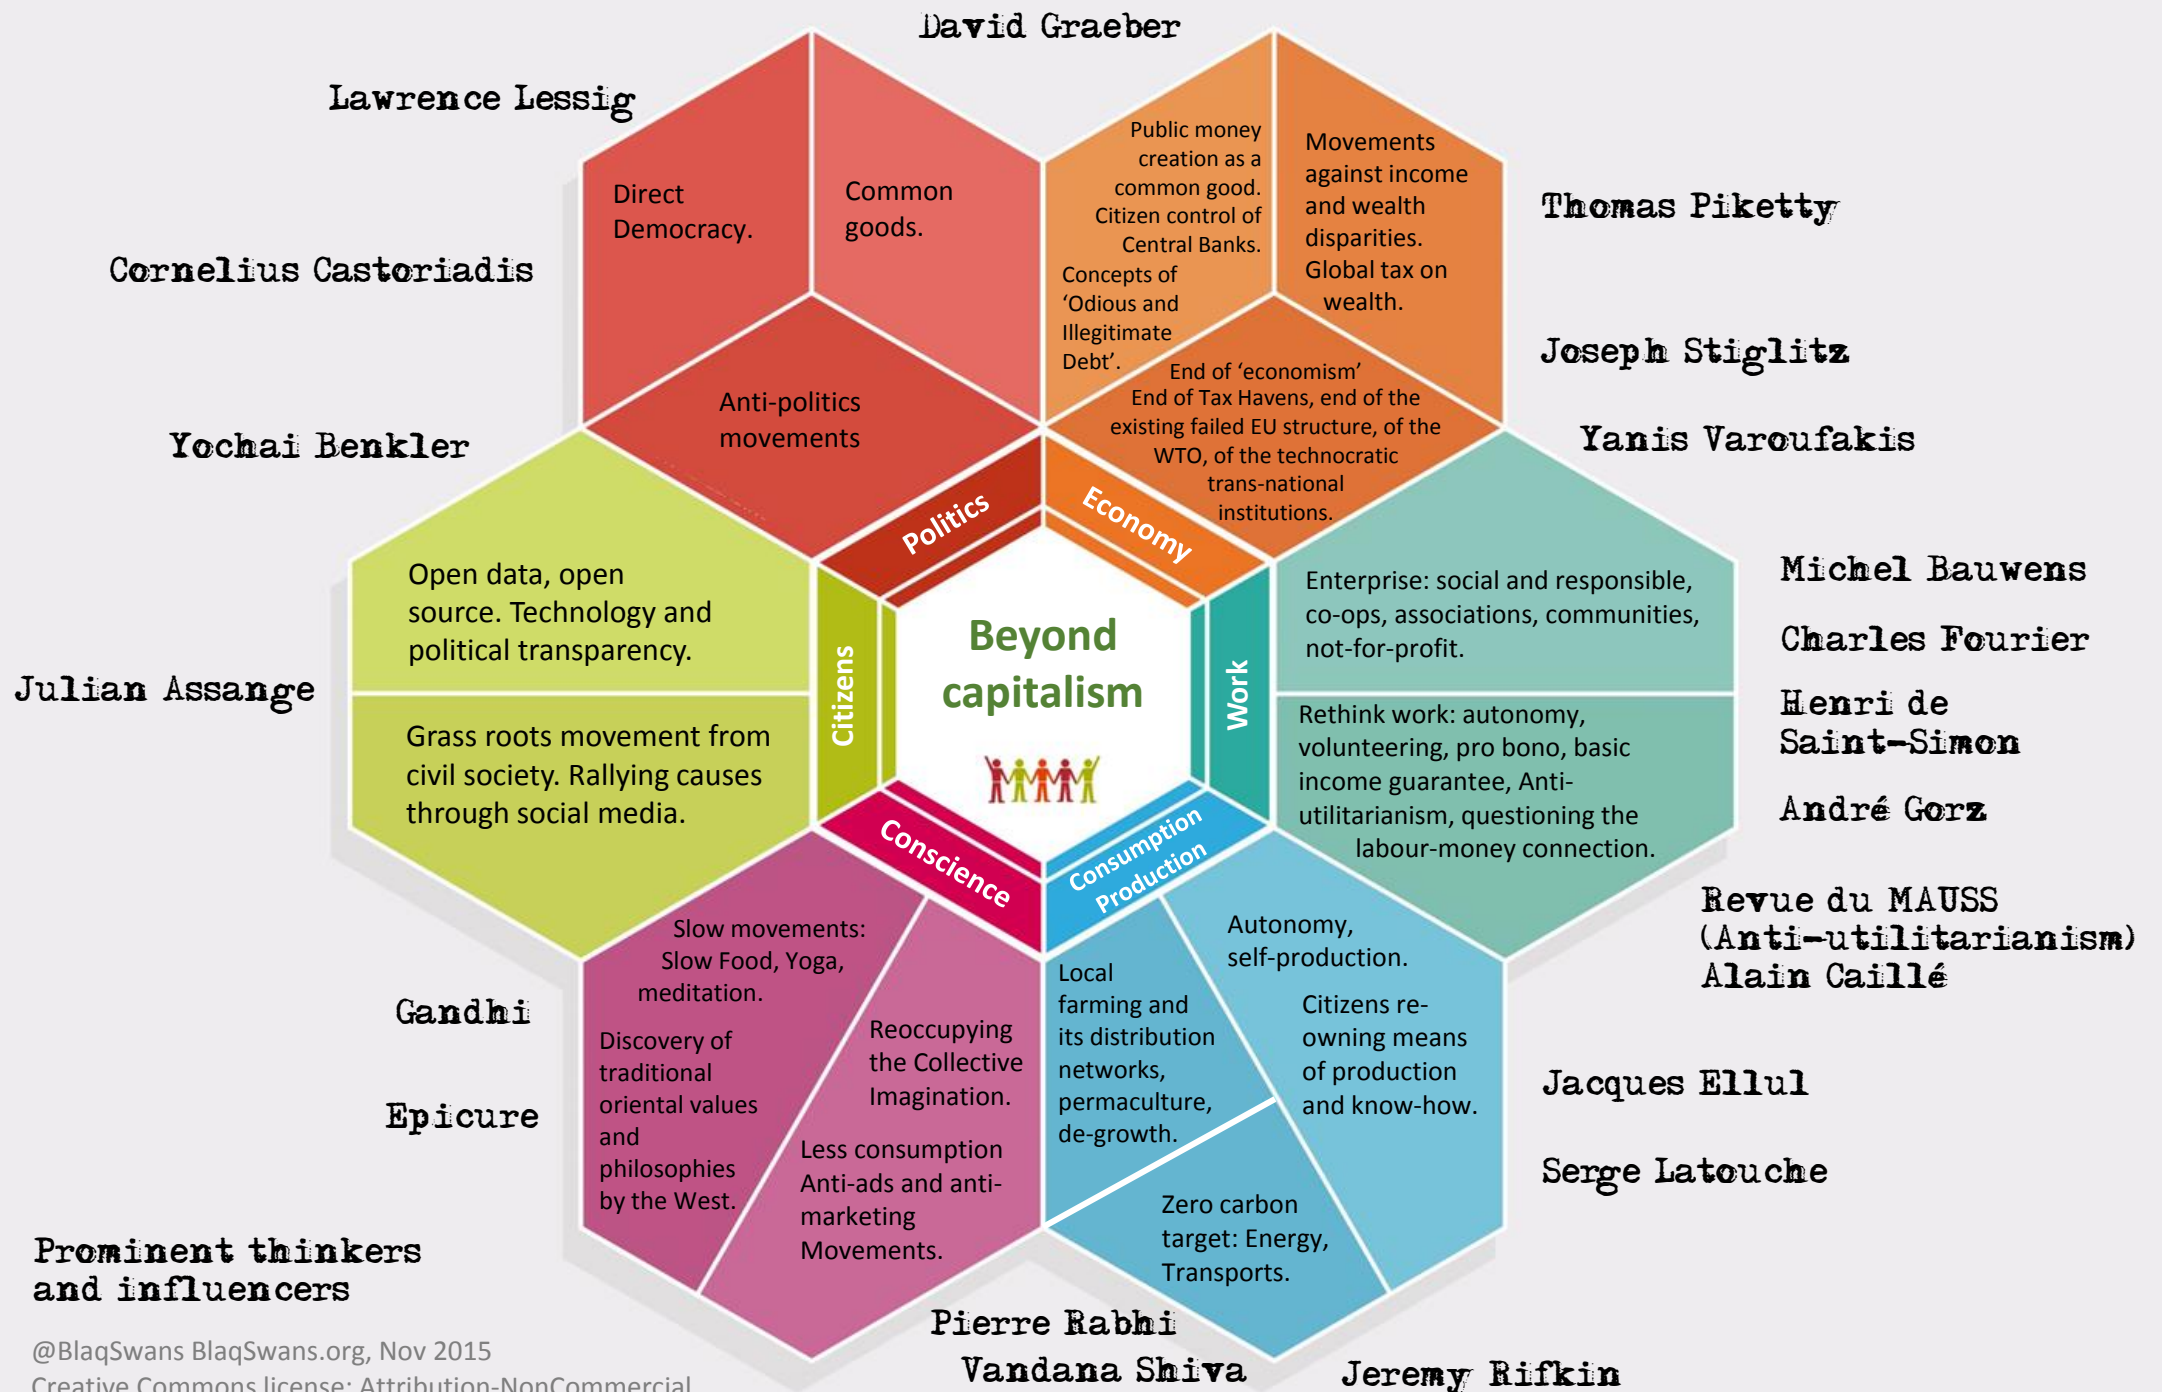 David Graeber
Lawrence Lessig
Cornelius Castoriadis
Yochai Benkler
Julian Assange
Direct
Democracy.
Common
goods.
Anti-politics
movements
Public money
creation as a
common good.
Citizen control of
Central Banks.
Concepts of
‘Odious and
Illegitimate
Debt’.
Movements
against income
and wealth
disparities.
Global tax on
wealth.
End of ‘economism’
End of Tax Havens, end of the
existing failed EU structure, of the
WTO, of the technocratic
trans-national
institutions.
Thomas Piketty
Joseph Stiglitz
Yanis Varoufakis
Politics
Economy
Citizens
Work
Conscience
Consumption
Production
Beyond
capitalism
Open data, open
source. Technology and
political transparency.
Grass roots movement from
civil society. Rallying causes
through social media.
Enterprise: social and responsible,
co-ops, associations, communities,
not-for-profit.
Rethink work: autonomy,
volunteering, pro bono, basic
income guarantee, Anti-
utilitarianism, questioning the
labour-money connection.
Michel Bauwens
Charles Fourier
Henri de
Saint-Simon
André Gorz
Revue du MAUSS
(Anti-utilitarianism)
Alain Caillé
Slow movements:
Slow Food, Yoga,
meditation.
Discovery of
traditional
oriental values
and
philosophies
by the West.
Reoccupying
the Collective
Imagination.
Less consumption
Anti-ads and anti-
marketing
Movements.
Local
farming and
its distribution
networks,
permaculture,
de-growth.
Autonomy,
self-production.
Citizens re-
owning means
of production
and know-how.
Zero carbon
target: Energy,
Transports.
Gandhi
Epicure
Jacques Ellul
Serge Latouche
Pierre Rabhi
Vandana Shiva
Jeremy Rifkin
Prominent thinkers
and influencers
@BlaqSwans BlaqSwans.org, Nov 2015
Creative Commons license: Attribution-NonCommercial